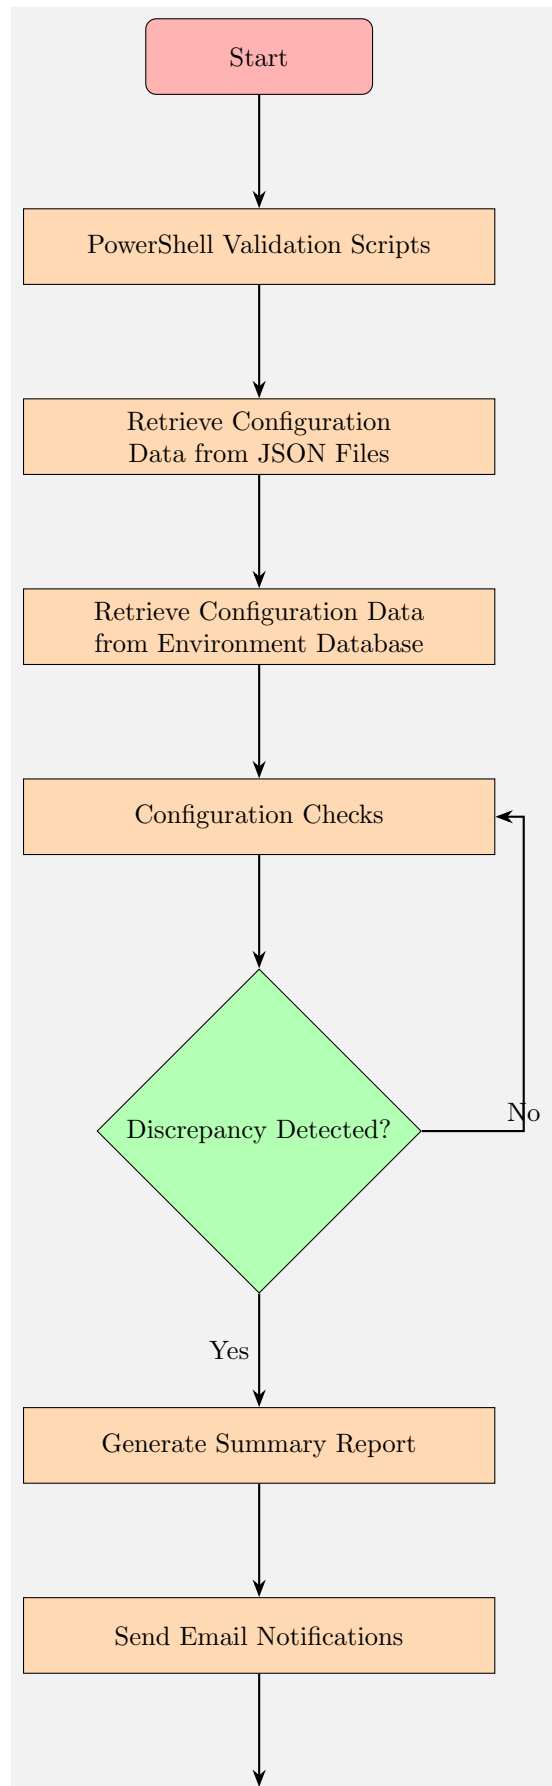 Start
PowerShell Validation Scripts
Retrieve Configuration
Data from JSON Files
Retrieve Configuration Data
from Environment Database
Configuration Checks
Discrepancy Detected?
No
Yes
Generate Summary Report
Send Email Notifications